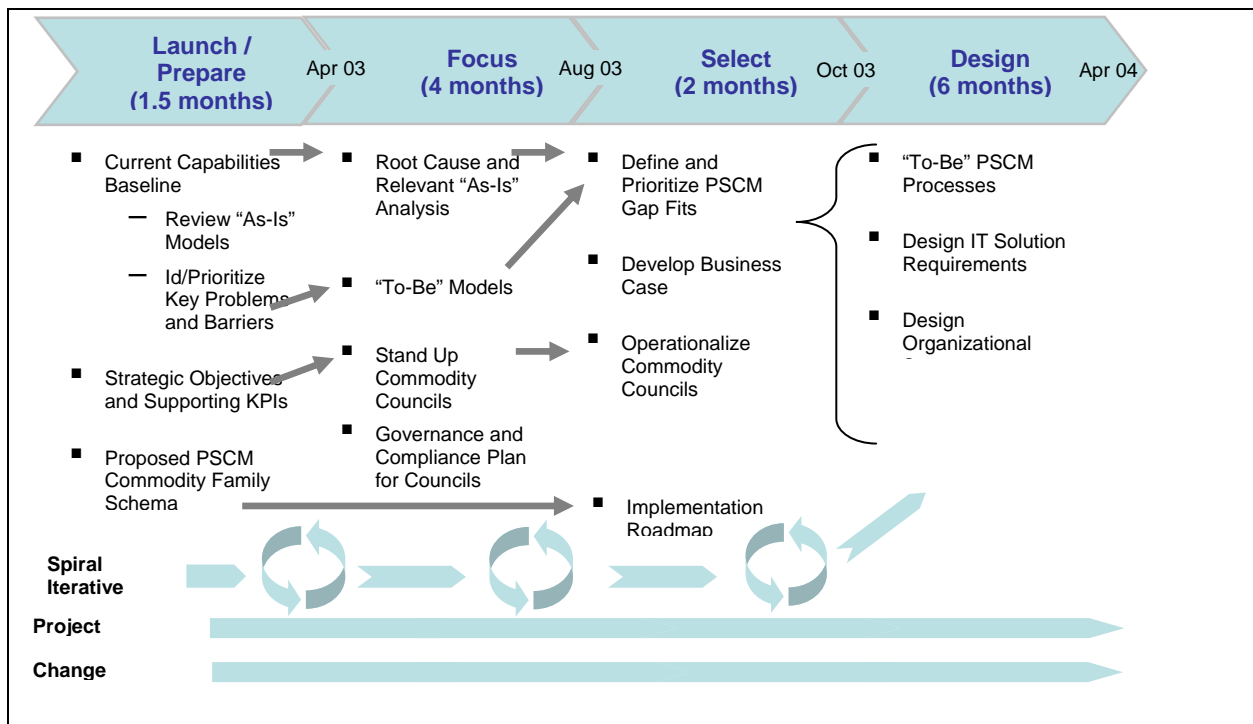 Launch /
Prepare
(1.5 months)
Apr 03
Focus
(4 months)
Aug 03
Select
(2 months)
Oct 03
Design
(6 months)
Apr 04
■ Current Capabilities
Baseline
– Review “As-Is”
Models
– Id/Prioritize
Key Problems
and Barriers
■ Strategic Objectives
and Supporting KPIs
■ Proposed PSCM
Commodity Family
Schema
■ Root Cause and
Relevant “As-Is”
Analysis
■ “To-Be” Models
■ Stand Up
Commodity
Councils
■ Governance and
Compliance Plan
for Councils
■ Define and
Prioritize PSCM
Gap Fits
■ Develop Business
Case
■ Operationalize
Commodity
Councils
■ Implementation
Roadmap
■ “To-Be” PSCM
Processes
■ Design IT Solution
Requirements
■ Design
Organizational
Spiral
Iterative
Project
Change